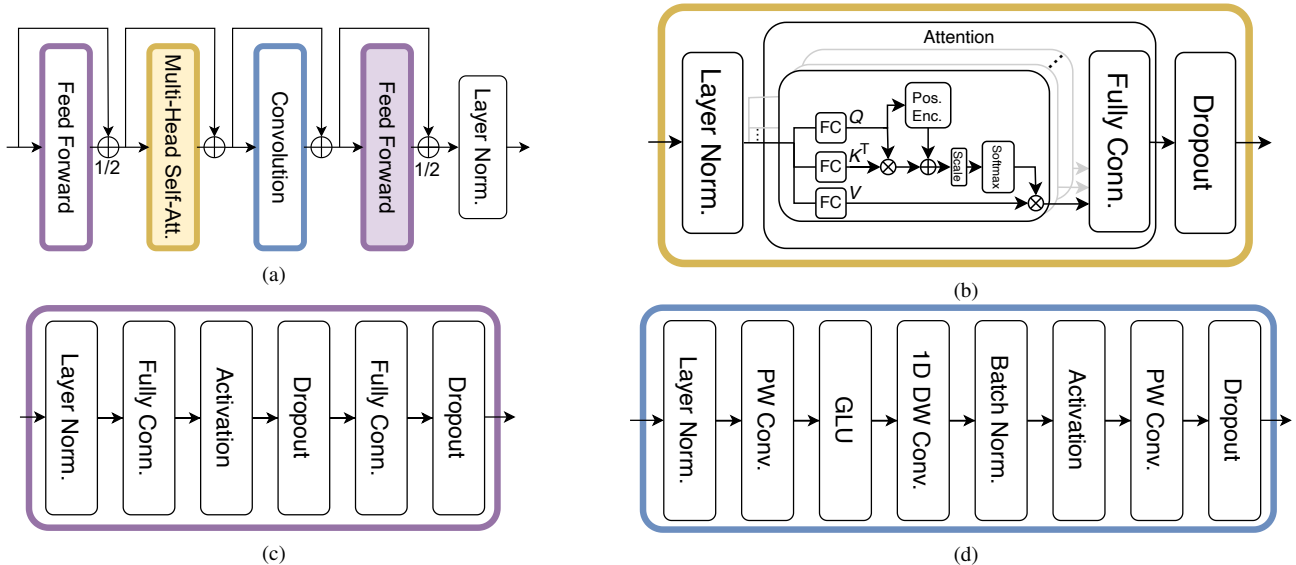 Feed Forward
1/2
Multi-Head Self-Att.
Convolution
Feed Forward
1/2
Layer Norm.
(a)
Layer Norm.
Attention
FC
Q
Pos.
Enc.
FC
K^T
Scale
Softmax
FC
V
Fully Conn.
Dropout
(b)
Layer Norm.
Fully Conn.
Activation
Dropout
Fully Conn.
Dropout
(c)
Layer Norm.
PW Conv.
GLU
1D DW Conv.
Batch Norm.
Activation
PW Conv.
Dropout
(d)